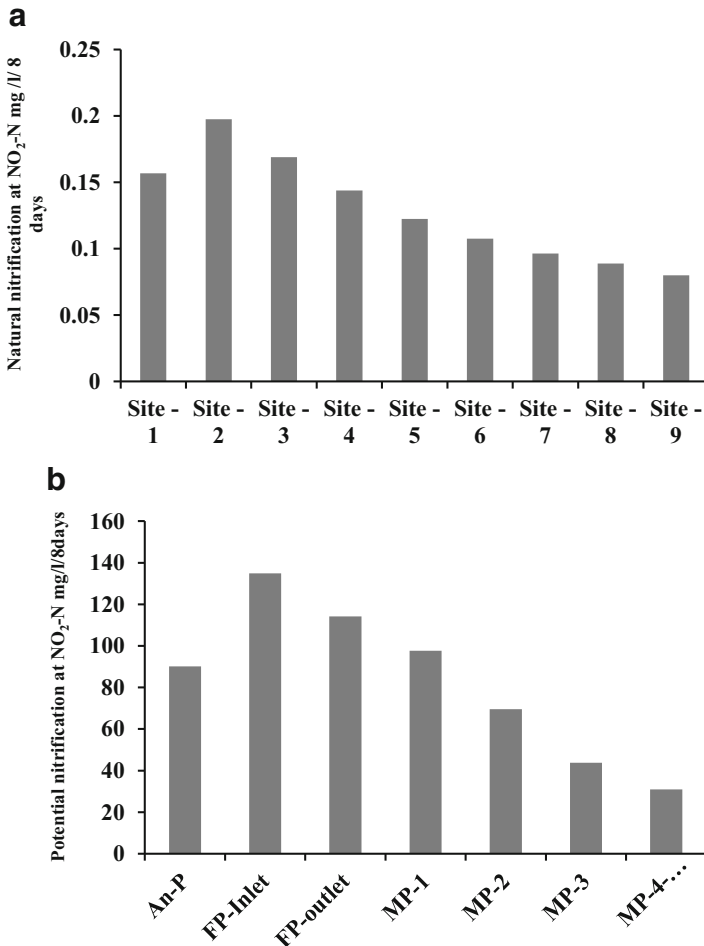 a
Natural nitrification at NO₂-N mg /l/ 8
days
0.25
0.2
0.15
0.1
0.05
0
Site - 1
Site - 2
Site - 3
Site - 4
Site - 5
Site - 6
Site - 7
Site - 8
Site - 9
b
Potential nitrification at NO₂-N mg/l/8days
160
140
120
100
80
60
40
20
0
An-P
FP-Inlet
FP-outlet
MP-1
MP-2
MP-3
MP-4-...